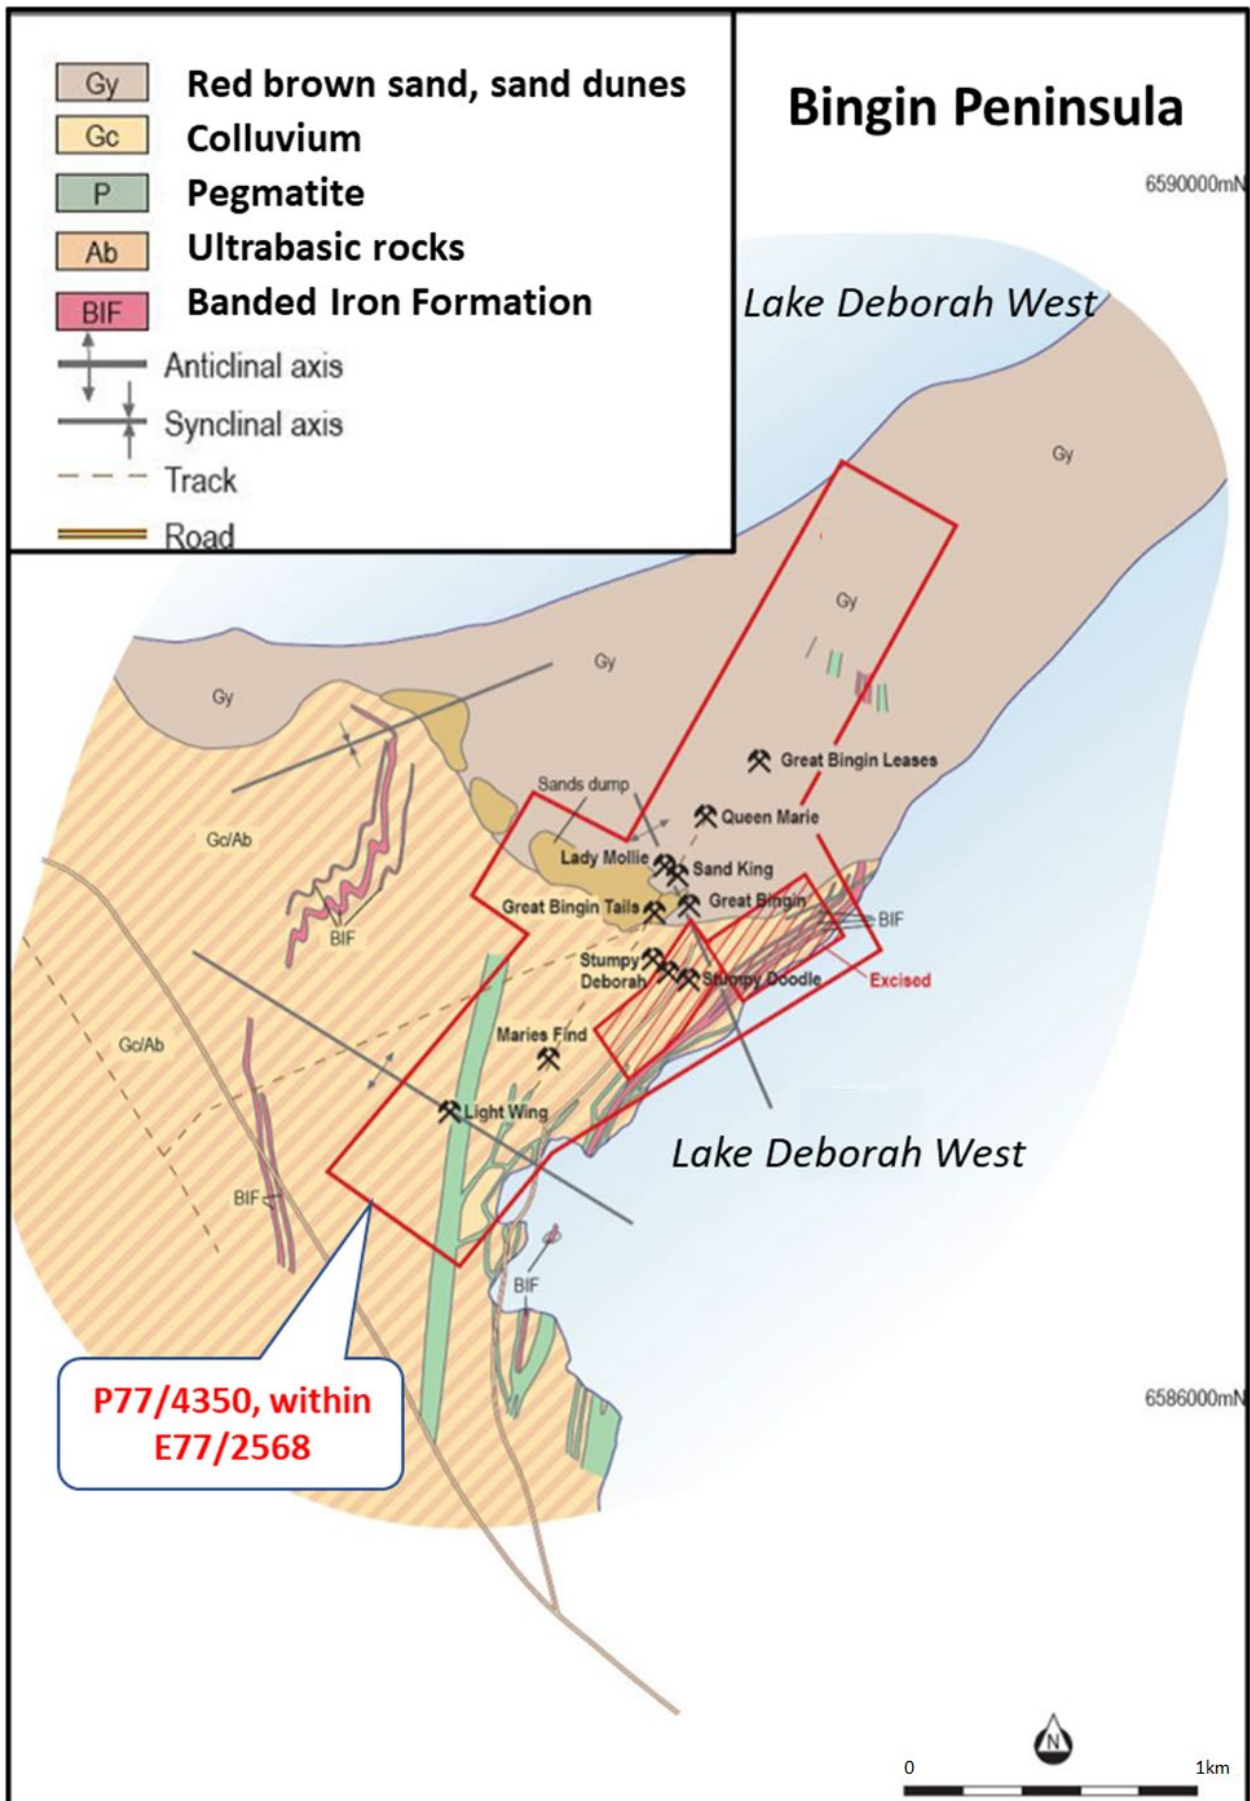 Gy Red brown sand, sand dunes
Gc Colluvium
P Pegmatite
Ab Ultrabasic rocks
BIF Banded Iron Formation
Anticlinal axis
Synclinal axis
Track
Road
Bingin Peninsula
6590000mN
Lake Deborah West
Gy
Gy
Gy
Gy
Great Bingin Leases
Sands dump
Queen Marie
Gc/Ab
Lady Mollie
Sand King
Great Bingin Tails
Great Bingin
BIF
BIF
Stumpy
Deborah
Stumpy Doodle
Excised
Gc/Ab
Maries Find
Light Wing
Lake Deborah West
BIF
BIF
P77/4350, within
E77/2568
6586000mN
N
0 1km